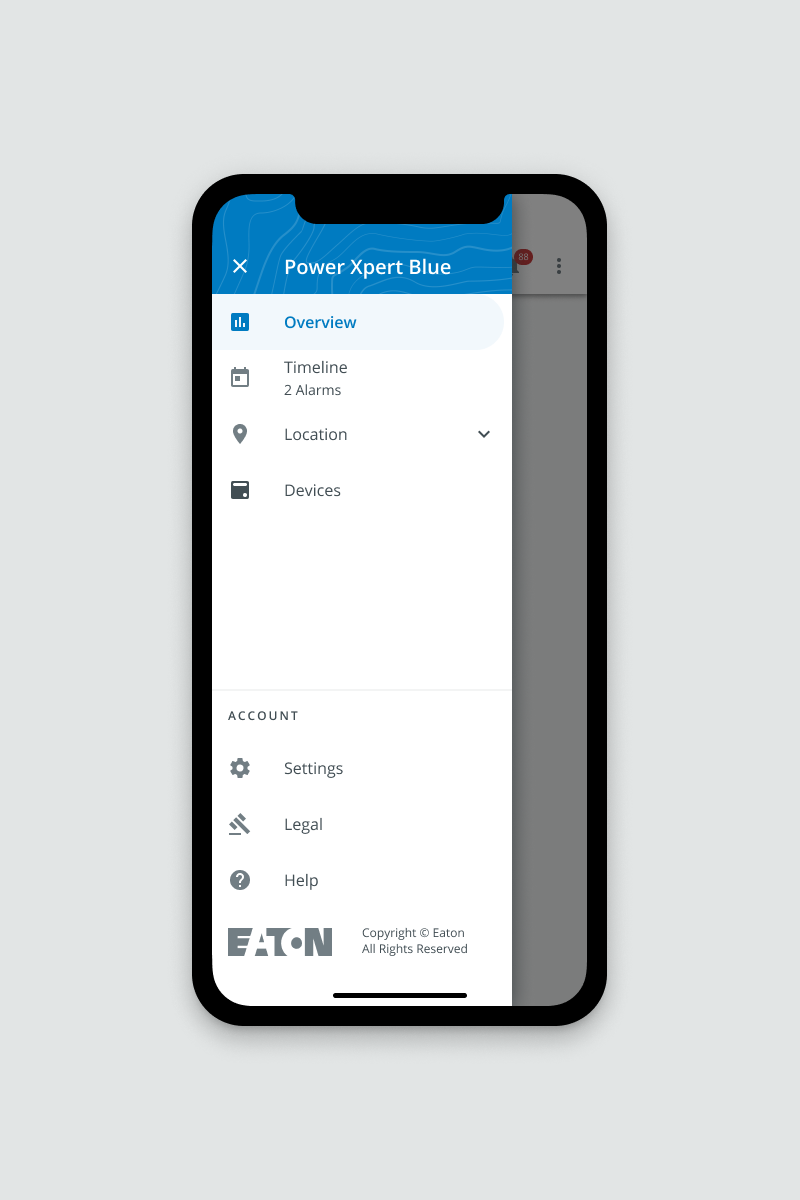 Power Xpert Blue
88
Overview
Timeline
2 Alarms
Location
Devices
ACCOUNT
Settings
Legal
Help
EATON
Copyright © Eaton
All Rights Reserved